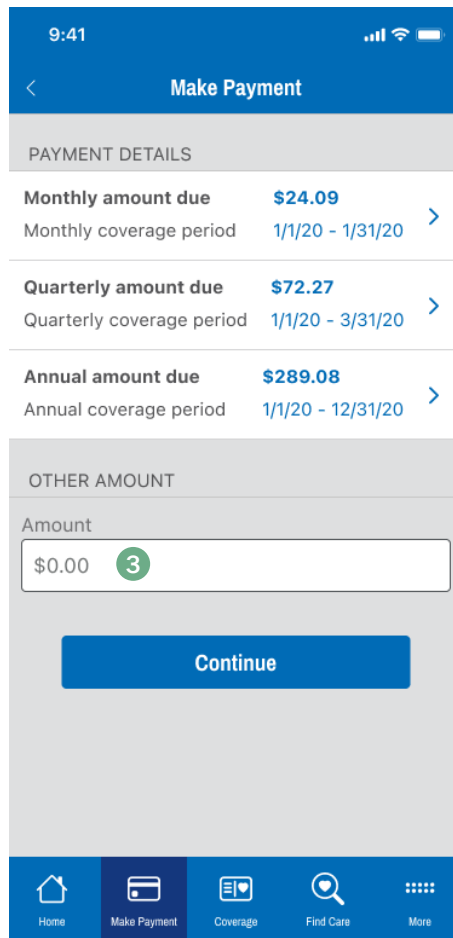 9:41
Make Payment
PAYMENT DETAILS
Monthly amount due $24.09
Monthly coverage period 1/1/20 - 1/31/20
Quarterly amount due $72.27
Quarterly coverage period 1/1/20 - 3/31/20
Annual amount due $289.08
Annual coverage period 1/1/20 - 12/31/20
OTHER AMOUNT
Amount
$0.00 3
Continue
Home Make Payment Coverage Find Care More